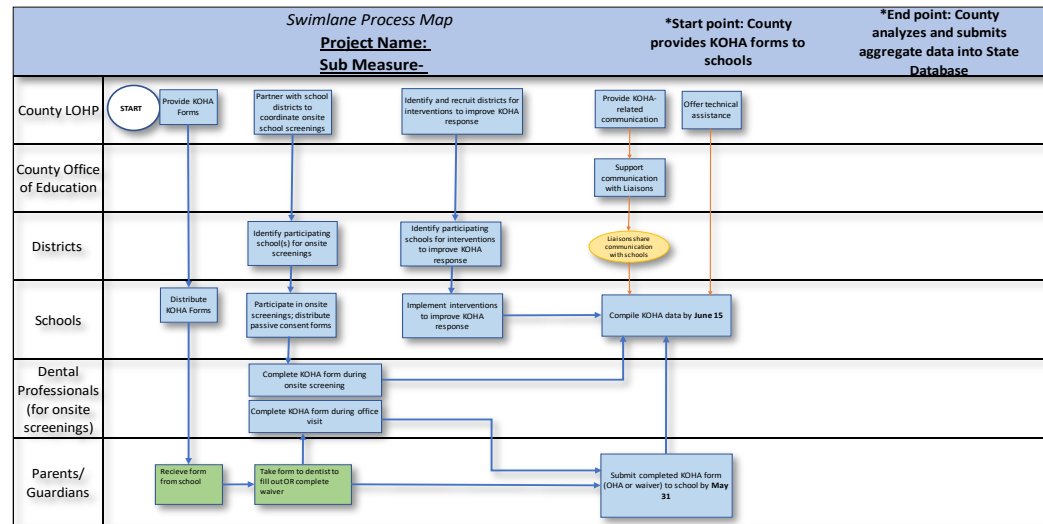 Swimlane Process Map
Project Name:
Sub Measure-
*Start point: County
provides KOHA forms to
schools
*End point: County
analyzes and submits
aggregate data into State
Database
County LOHP
START
Provide KOHA
Forms
Partner with school
districts to
coordinate onsite
school screenings
Identify and recruit districts for
interventions to improve KOHA
response
Provide KOHA-
related
communication
Offer technical
assistance
County Office
of Education
Support
communication
with Liaisons
Districts
Identify participating
school(s) for onsite
screenings
Identify participating
schools for interventions
to improve KOHA
response
Liaisons share
communication
with schools
Schools
Distribute
KOHA Forms
Participate in onsite
screenings; distribute
passive consent forms
Implement interventions
to improve KOHA
response
Compile KOHA data by June 15
Dental
Professionals
(for onsite
screenings)
Complete KOHA form during
onsite screening
Complete KOHA form during office
visit
Parents/
Guardians
Recieve form
from school
Take form to dentist to
fill out OR complete
waiver
Submit completed KOHA form
(OHA or waiver) to school by May
31